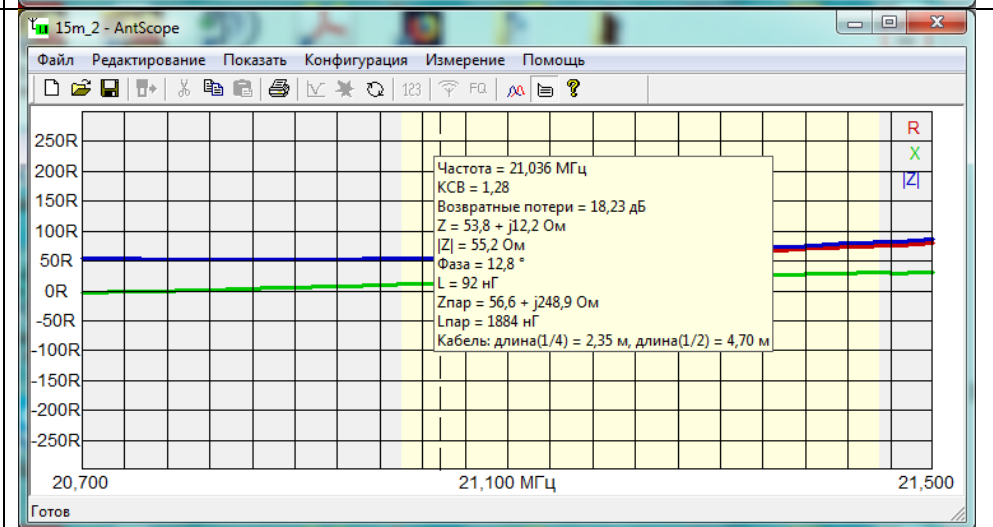 15m_2 - AntScope
Файл Редактирование Показать Конфигурация Измерение Помощь
123 FQ
250R
200R
150R
100R
50R
0R
-50R
-100R
-150R
-200R
-250R
R
X
|Z|
Частота = 21,036 МГц
КСВ = 1,28
Возвратные потери = 18,23 дБ
Z = 53,8 + j12,2 Ом
|Z| = 55,2 Ом
Фаза = 12,8 °
L = 92 нГ
Zпар = 56,6 + j248,9 Ом
Lпар = 1884 нГ
Кабель: длина(1/4) = 2,35 м, длина(1/2) = 4,70 м
20,700 21,100 МГц 21,500
Готов